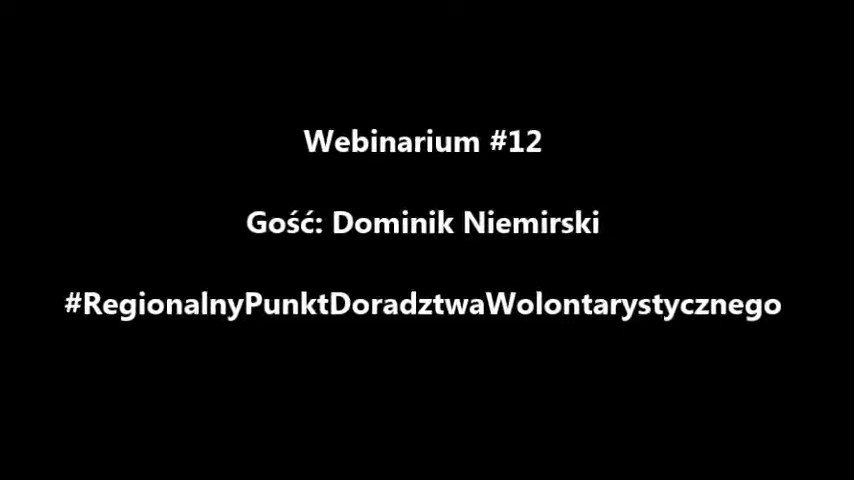 Webinarium #12
Gość: Dominik Niemirski
#RegionalnyPunktDoradztwaWolontarystycznego